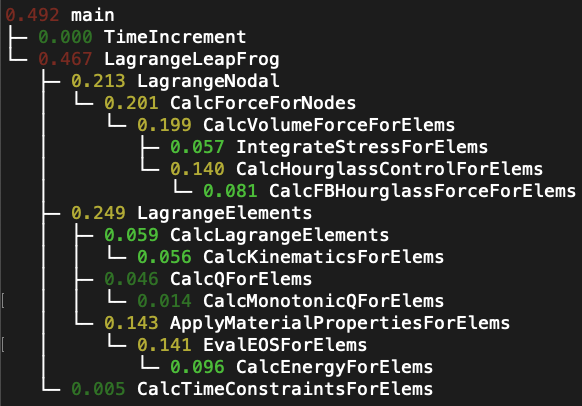 0.492 main
├─ 0.000 TimeIncrement
└─ 0.467 LagrangeLeapFrog
   ├─ 0.213 LagrangeNodal
   │  └─ 0.201 CalcForceForNodes
   │     └─ 0.199 CalcVolumeForceForElems
   │        ├─ 0.057 IntegrateStressForElems
   │        └─ 0.140 CalcHourglassControlForElems
   │           └─ 0.081 CalcFBHourglassForceForElems
   ├─ 0.249 LagrangeElements
   │  ├─ 0.059 CalcLagrangeElements
   │  │  └─ 0.056 CalcKinematicsForElems
   │  ├─ 0.046 CalcQForElems
   │  │  └─ 0.014 CalcMonotonicQForElems
   │  └─ 0.143 ApplyMaterialPropertiesForElems
   │     └─ 0.141 EvalEOSForElems
   │        └─ 0.096 CalcEnergyForElems
   └─ 0.005 CalcTimeConstraintsForElems